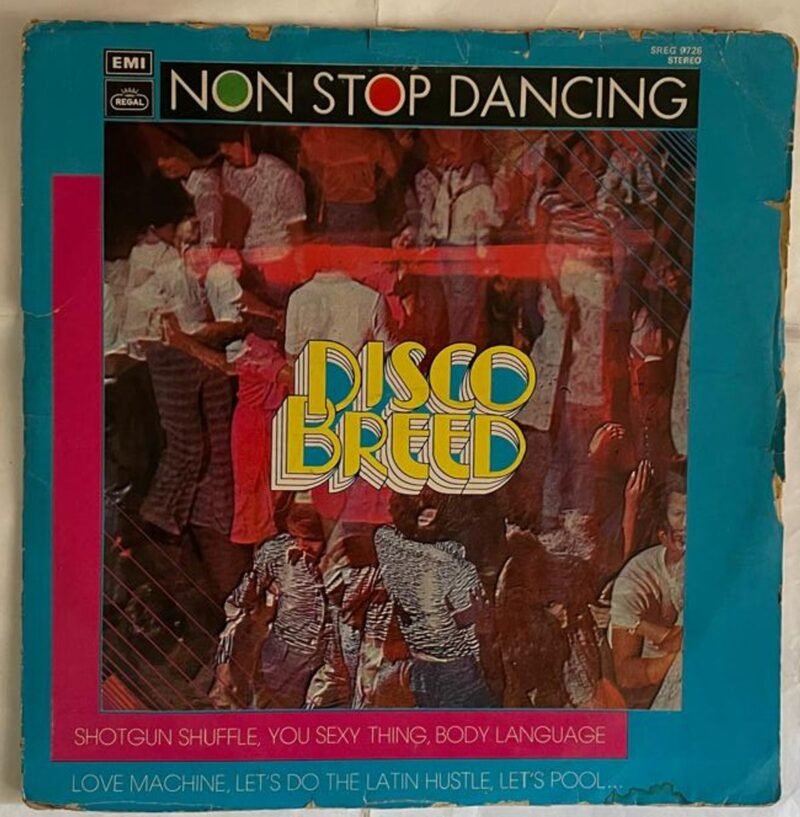 EMI
REGAL
NON STOP DANCING
SREG 9726
STEREO
DISCO
BREED
SHOTGUN SHUFFLE, YOU SEXY THING, BODY LANGUAGE
LOVE MACHINE, LET'S DO THE LATIN HUSTLE, LET'S POOL...